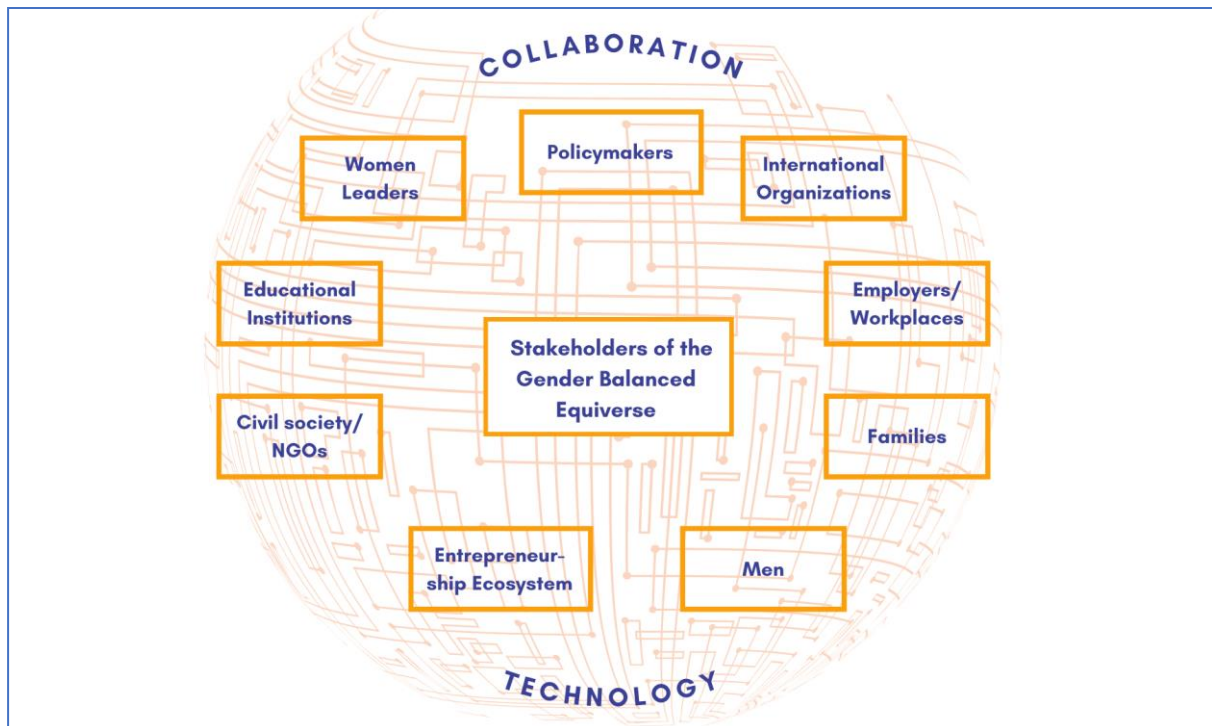 COLLABORATION
Policymakers
Women
Leaders
International
Organizations
Educational
Institutions
Employers/
Workplaces
Stakeholders of the
Gender Balanced
Equiverse
Civil society/
NGOs
Families
Entrepreneur-
ship Ecosystem
Men
TECHNOLOGY